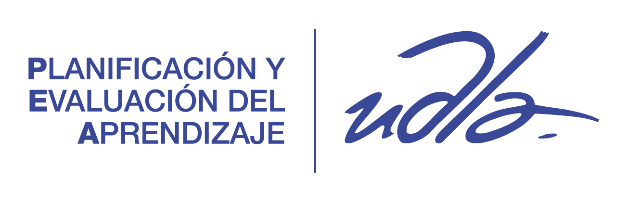 PLANIFICACIÓN Y
EVALUACIÓN DEL
APRENDIZAJE
udla